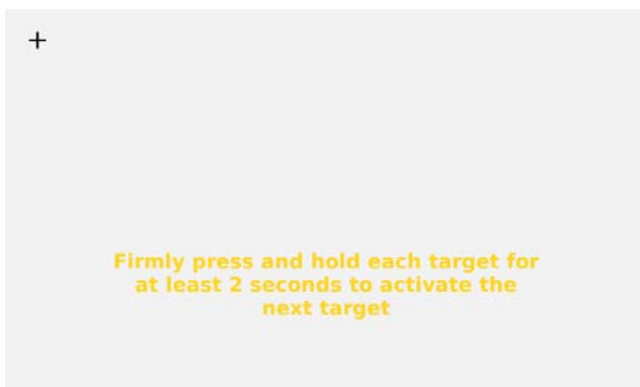 Firmly press and hold each target for
at least 2 seconds to activate the
next target